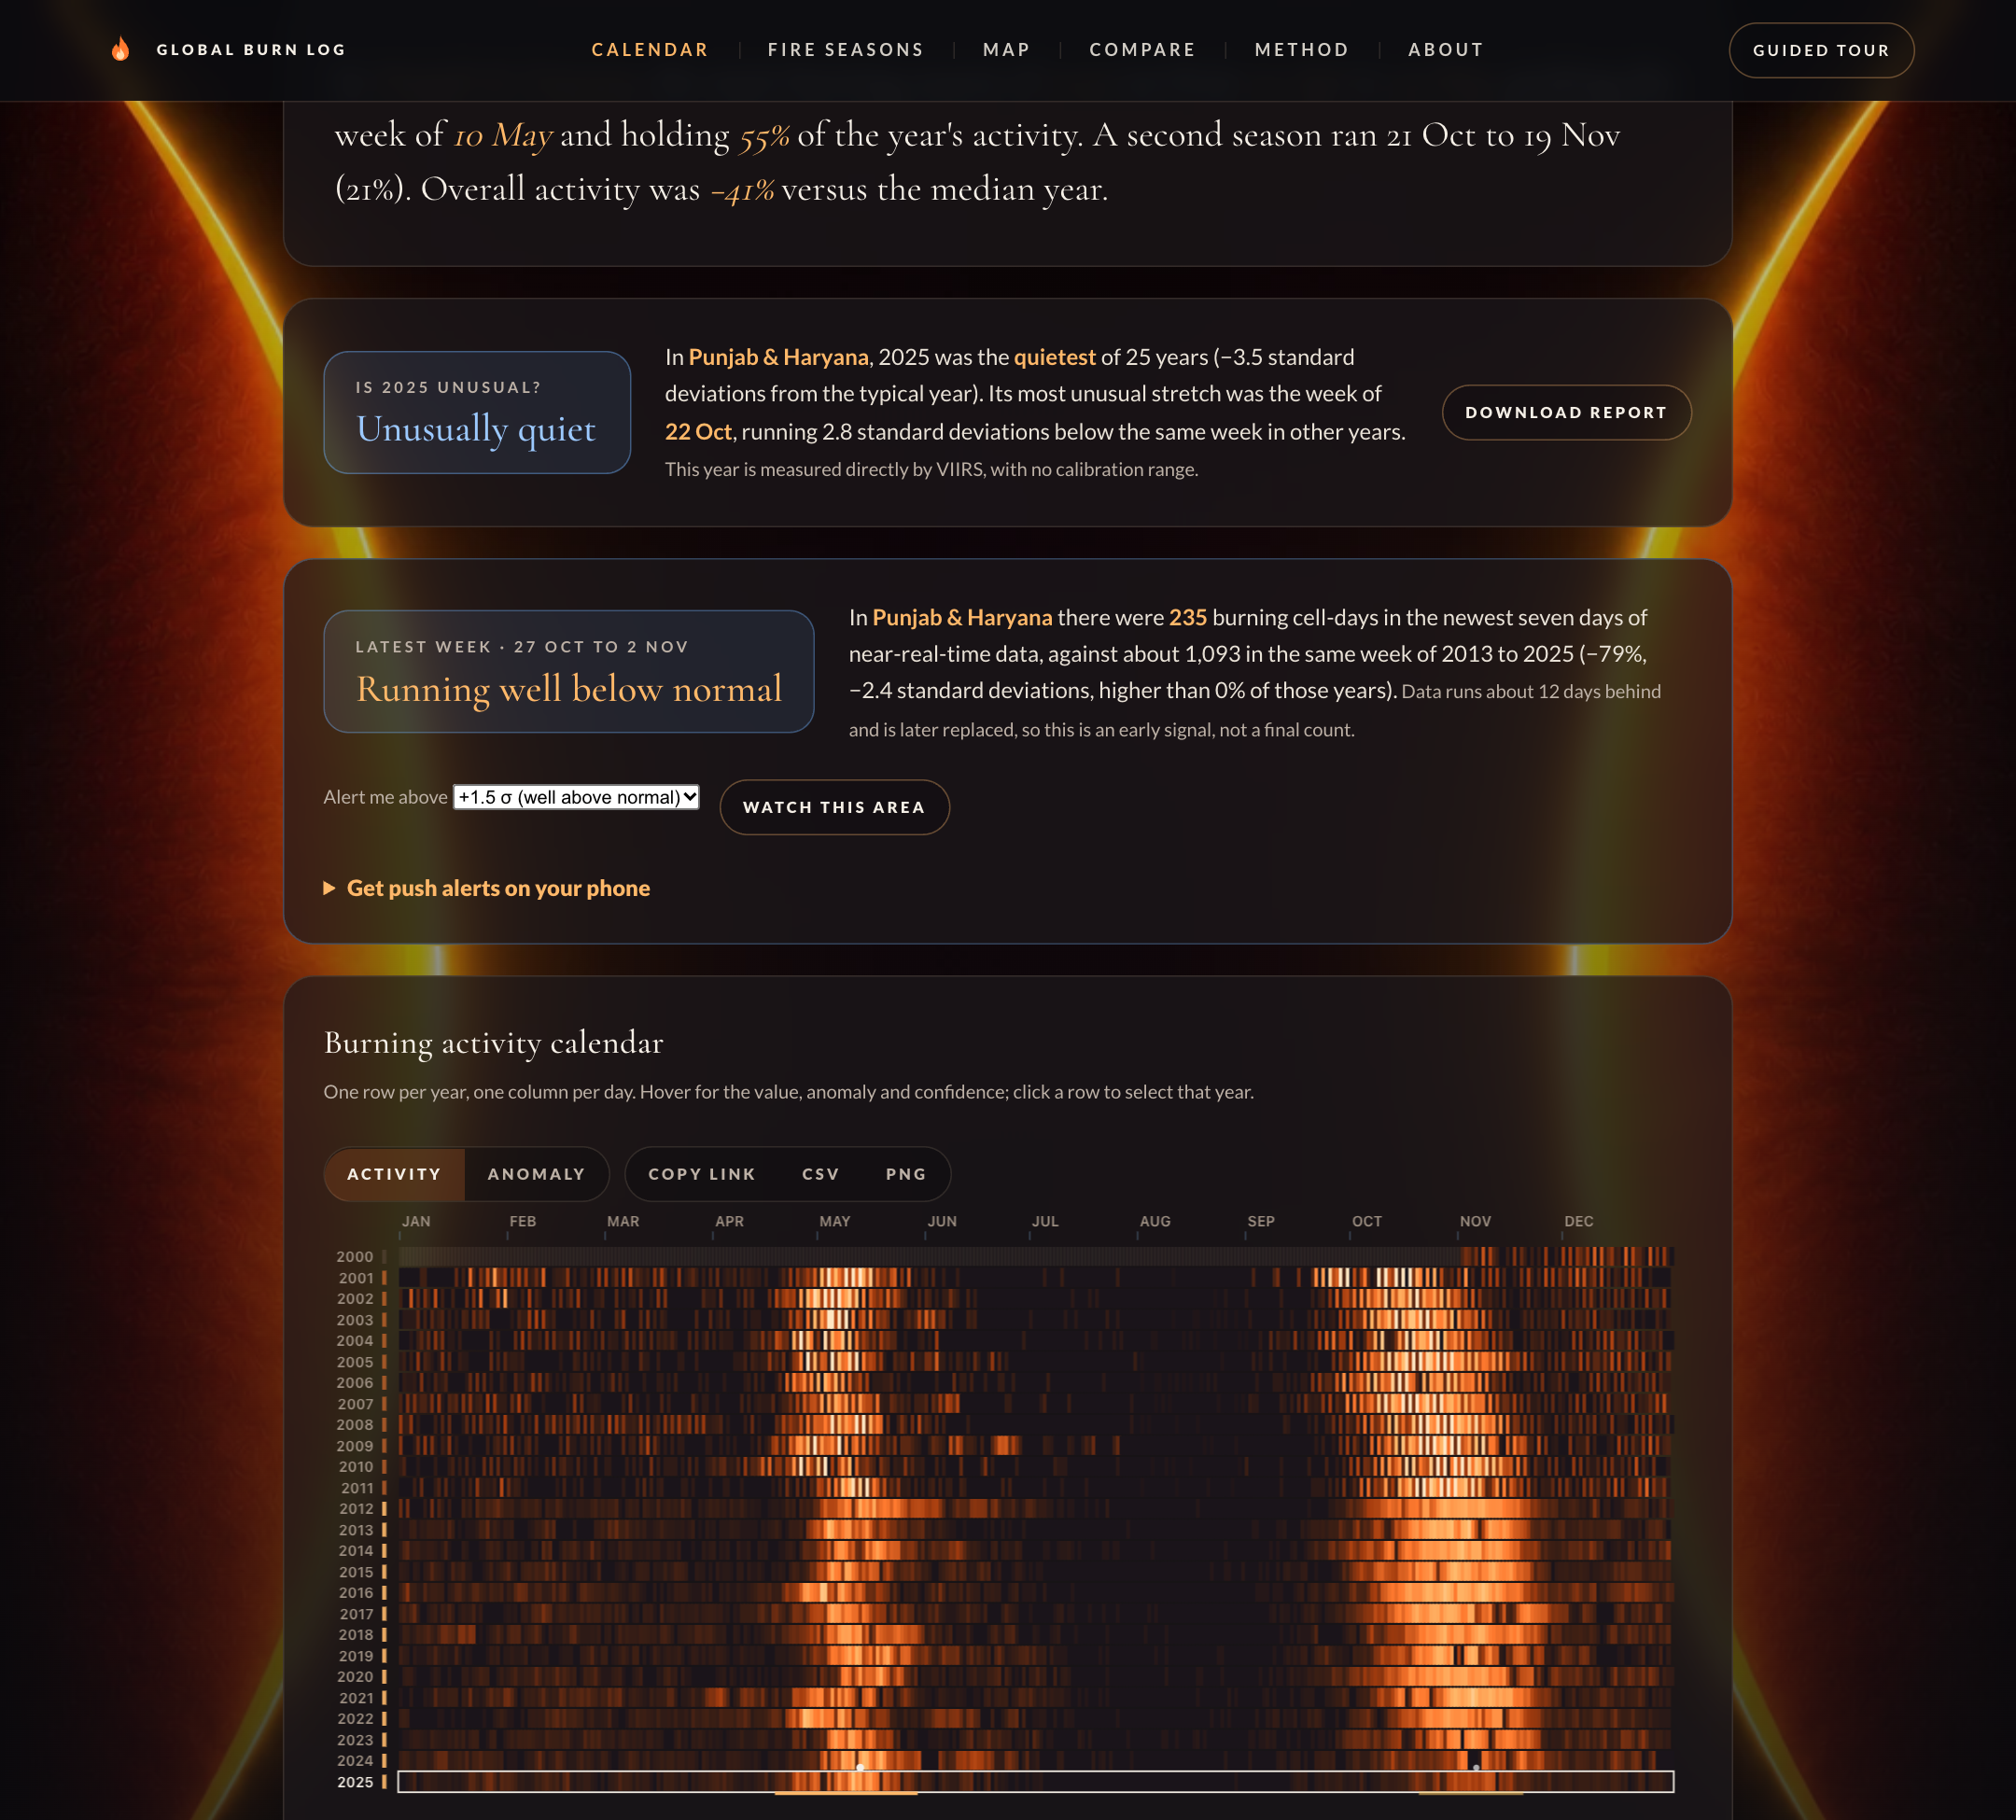 GLOBAL BURN LOG
CALENDAR
FIRE SEASONS
MAP
COMPARE
METHOD
ABOUT
GUIDED TOUR
week of 10 May and holding 55% of the year's activity. A second season ran 21 Oct to 19 Nov
(21%). Overall activity was −41% versus the median year.
IS 2025 UNUSUAL?
Unusually quiet
In Punjab & Haryana, 2025 was the quietest of 25 years (−3.5 standard
deviations from the typical year). Its most unusual stretch was the week of
22 Oct, running 2.8 standard deviations below the same week in other years.
This year is measured directly by VIIRS, with no calibration range.
DOWNLOAD REPORT
LATEST WEEK · 27 OCT TO 2 NOV
Running well below normal
In Punjab & Haryana there were 235 burning cell-days in the newest seven days of
near-real-time data, against about 1,093 in the same week of 2013 to 2025 (−79%,
−2.4 standard deviations, higher than 0% of those years). Data runs about 12 days behind
and is later replaced, so this is an early signal, not a final count.
Alert me above +1.5 σ (well above normal)
WATCH THIS AREA
Get push alerts on your phone
Burning activity calendar
One row per year, one column per day. Hover for the value, anomaly and confidence; click a row to select that year.
ACTIVITY
ANOMALY
COPY LINK
CSV
PNG
JAN FEB MAR APR MAY JUN JUL AUG SEP OCT NOV DEC
2000
2001
2002
2003
2004
2005
2006
2007
2008
2009
2010
2011
2012
2013
2014
2015
2016
2017
2018
2019
2020
2021
2022
2023
2024
2025